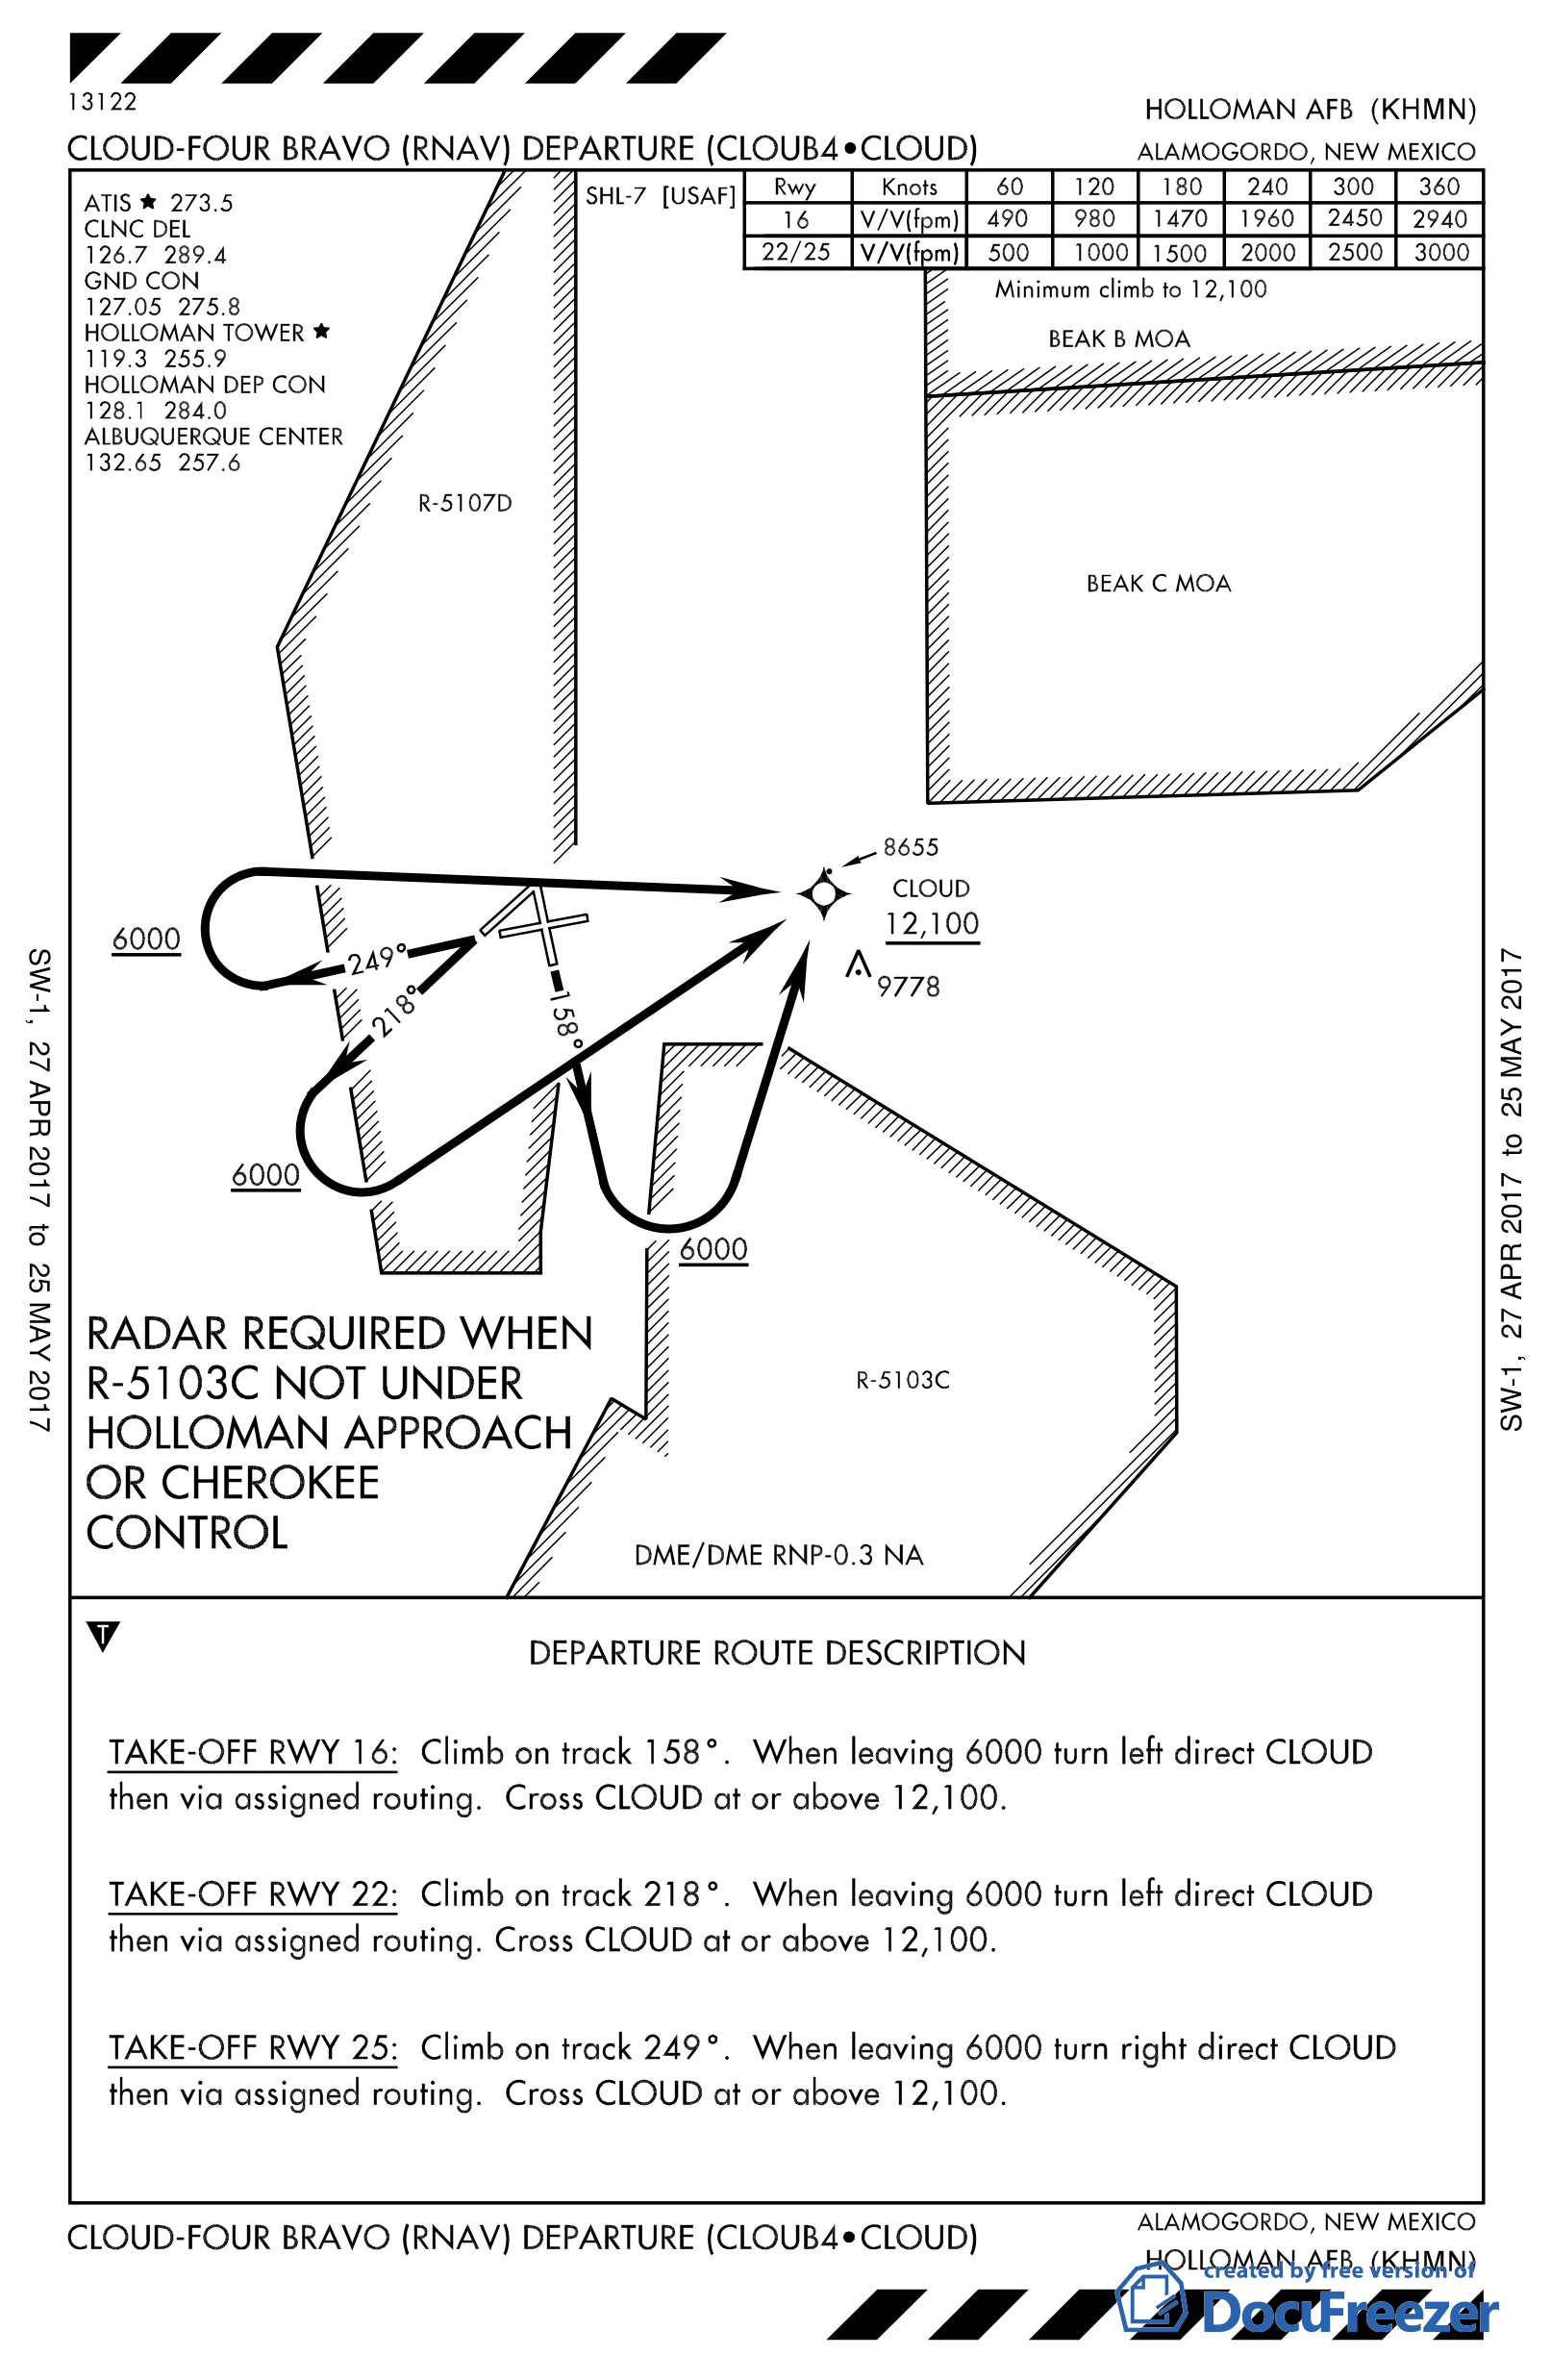 13122
HOLLOMAN AFB (KHMN)
CLOUD-FOUR BRAVO (RNAV) DEPARTURE (CLOUB4•CLOUD)
ALAMOGORDO, NEW MEXICO
ATIS ★ 273.5
CLNC DEL
126.7 289.4
GND CON
127.05 275.8
HOLLOMAN TOWER ★
119.3 255.9
HOLLOMAN DEP CON
128.1 284.0
ALBUQUERQUE CENTER
132.65 257.6
SHL-7 [USAF]
Rwy Knots 60 120 180 240 300 360
16 V/V(fpm) 490 980 1470 1960 2450 2940
22/25 V/V(fpm) 500 1000 1500 2000 2500 3000
Minimum climb to 12,100
BEAK B MOA
R-5107D
BEAK C MOA
8655
CLOUD
12,100
9778
6000
249°
218°
158°
6000
6000
RADAR REQUIRED WHEN
R-5103C NOT UNDER
HOLLOMAN APPROACH
OR CHEROKEE
CONTROL
R-5103C
DME/DME RNP-0.3 NA
SW-1, 27 APR 2017 to 25 MAY 2017
SW-1, 27 APR 2017 to 25 MAY 2017
T
DEPARTURE ROUTE DESCRIPTION
TAKE-OFF RWY 16: Climb on track 158°. When leaving 6000 turn left direct CLOUD
then via assigned routing. Cross CLOUD at or above 12,100.
TAKE-OFF RWY 22: Climb on track 218°. When leaving 6000 turn left direct CLOUD
then via assigned routing. Cross CLOUD at or above 12,100.
TAKE-OFF RWY 25: Climb on track 249°. When leaving 6000 turn right direct CLOUD
then via assigned routing. Cross CLOUD at or above 12,100.
CLOUD-FOUR BRAVO (RNAV) DEPARTURE (CLOUB4•CLOUD)
ALAMOGORDO, NEW MEXICO
HOLLOMAN AFB (KHMN)
created by free version of
DocuFreezer